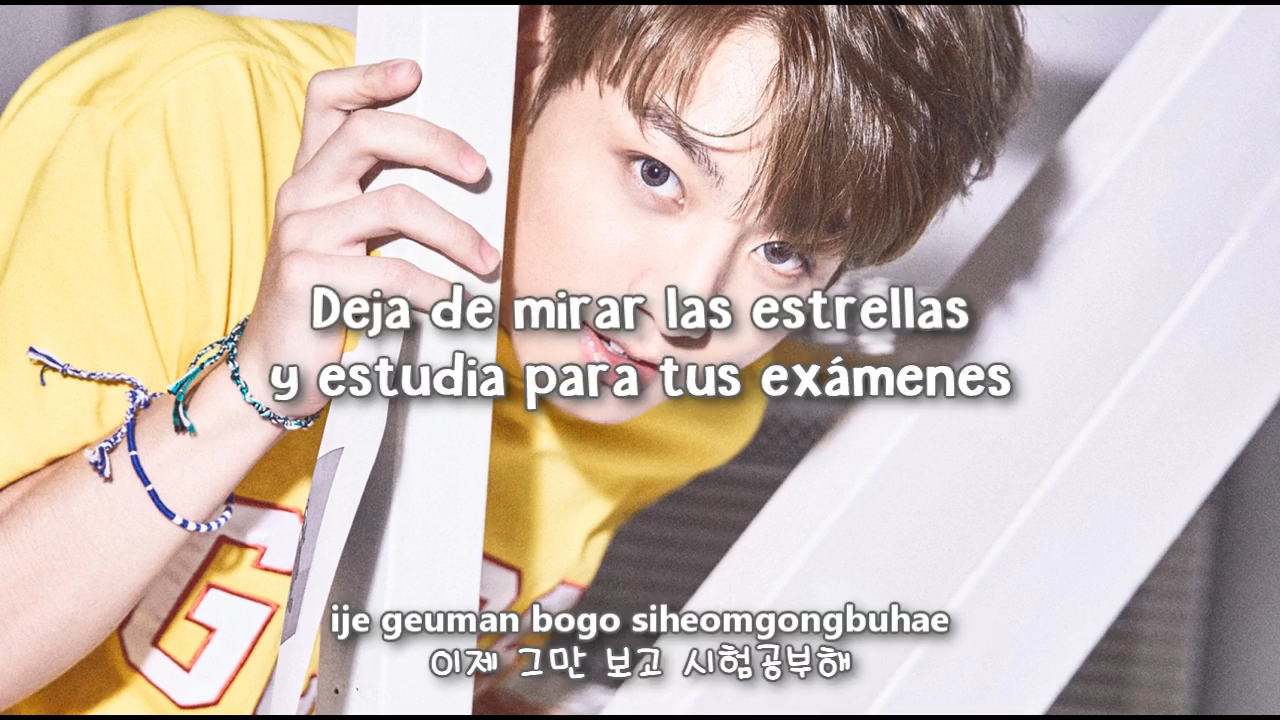 Deja de mirar las estrellas
y estudia para tus exámenes
G
ije geuman bogo siheomgongbuhae
이제 그만 보고 시험공부해